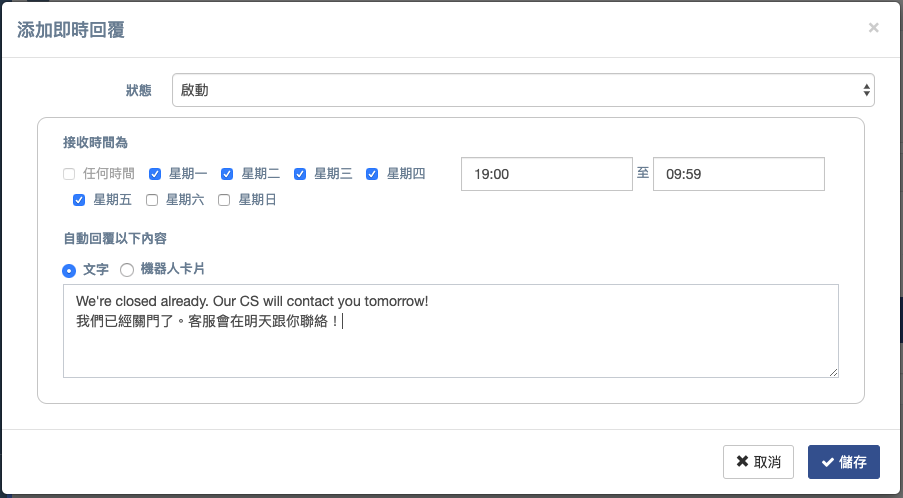 添加即時回覆
×
狀態
啟動
接收時間為
任何時間 星期一 星期二 星期三 星期四 19:00 至 09:59
星期五 星期六 星期日
自動回覆以下內容
文字 機器人卡片
We're closed already. Our CS will contact you tomorrow!
我們已經關門了。客服會在明天跟你聯絡！
取消 儲存